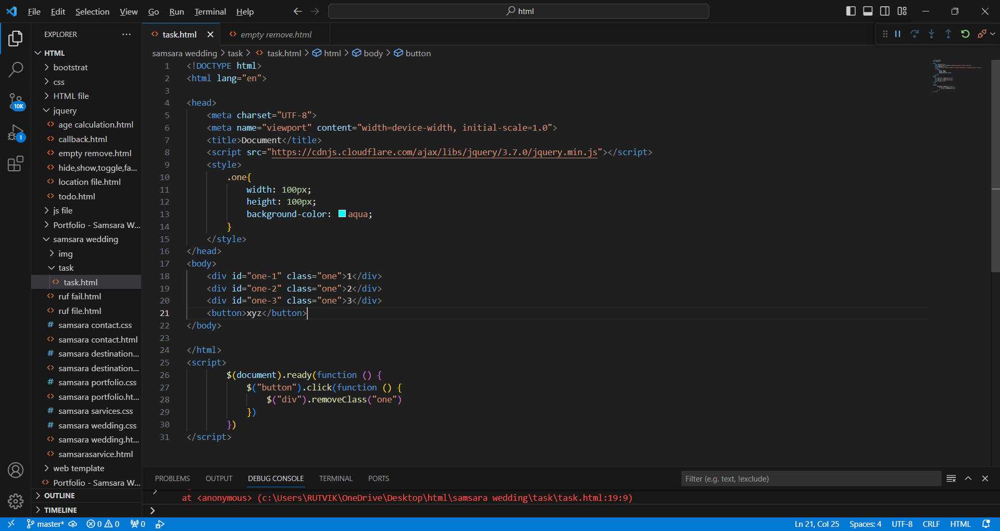 File Edit Selection View Go Run Terminal Help
html
EXPLORER
HTML
bootstrat
css
HTML file
jquery
age calculation.html
callback.html
empty remove.html
hide,show,toggle,fa...
location file.html
todo.html
js file
Portfolio - Samsara W...
samsara wedding
img
task
task.html
ruf fail.html
ruf file.html
samsara contact.css
samsara contact.html
samsara destination...
samsara destination...
samsara portfolio.css
samsara portfolio.ht...
samsara sarvices.css
samsara wedding.css
samsara wedding.ht...
samsarasarvice.html
web template
Portfolio - Samsara W...
OUTLINE
TIMELINE
10K
1
task.html
empty remove.html
samsara wedding > task > task.html > html > body > button
1 <!DOCTYPE html>
2 <html lang="en">
3
4 <head>
5 <meta charset="UTF-8">
6 <meta name="viewport" content="width=device-width, initial-scale=1.0">
7 <title>Document</title>
8 <script src="https://cdnjs.cloudflare.com/ajax/libs/jquery/3.7.0/jquery.min.js"></script>
9 <style>
10 .one{
11 width: 100px;
12 height: 100px;
13 background-color: aqua;
14 }
15 </style>
16 </head>
17 <body>
18 <div id="one-1" class="one">1</div>
19 <div id="one-2" class="one">2</div>
20 <div id="one-3" class="one">3</div>
21 <button>xyz</button>
22 </body>
23
24 </html>
25 <script>
26 $(document).ready(function () {
27 $("button").click(function () {
28 $("div").removeClass("one")
29 })
30 })
31 </script>
PROBLEMS OUTPUT DEBUG CONSOLE TERMINAL PORTS
Filter (e.g. text, !exclude)
at <anonymous> (c:\Users\RUTVIK\OneDrive\Desktop\html\samsara wedding\task\task.html:19:9)
master* 0 0 0
Ln 21, Col 25 Spaces: 4 UTF-8 CRLF HTML